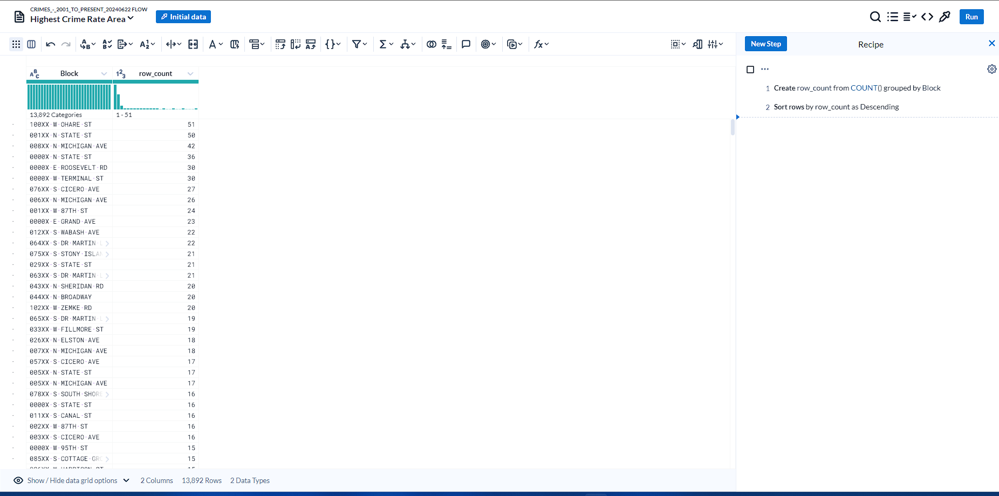 CRIMES_-_2001_TO_PRESENT_20240622 FLOW
Highest Crime Rate Area
Initial data
Run
New Step
Recipe
Block
row_count
13,892 Categories
1 - 51
100XX·W·OHARE·ST 51
001XX·N·STATE·ST 50
008XX·N·MICHIGAN·AVE 42
0000X·N·STATE·ST 36
0000X·E·ROOSEVELT·RD 30
0000X·W·TERMINAL·ST 30
076XX·S·CICERO·AVE 27
006XX·N·MICHIGAN·AVE 26
001XX·W·87TH·ST 24
0000X·E·GRAND·AVE 23
012XX·S·WABASH·AVE 22
064XX·S·DR·MARTIN·L 22
075XX·S·STONY·ISLAN 21
029XX·S·STATE·ST 21
063XX·S·DR·MARTIN·L 21
043XX·N·SHERIDAN·RD 20
044XX·N·BROADWAY 20
102XX·W·ZEMKE·RD 20
065XX·S·DR·MARTIN·L 19
033XX·W·FILLMORE·ST 19
026XX·N·ELSTON·AVE 18
007XX·N·MICHIGAN·AVE 18
057XX·S·CICERO·AVE 17
005XX·N·STATE·ST 17
005XX·N·MICHIGAN·AVE 17
078XX·S·SOUTH·SHORE 16
0000X·S·STATE·ST 16
011XX·S·CANAL·ST 16
002XX·W·87TH·ST 16
003XX·S·CICERO·AVE 16
0000X·W·95TH·ST 15
085XX·S·COTTAGE·GRO 15
1 Create row_count from COUNT() grouped by Block
2 Sort rows by row_count as Descending
Show / Hide data grid options
2 Columns
13,892 Rows
2 Data Types